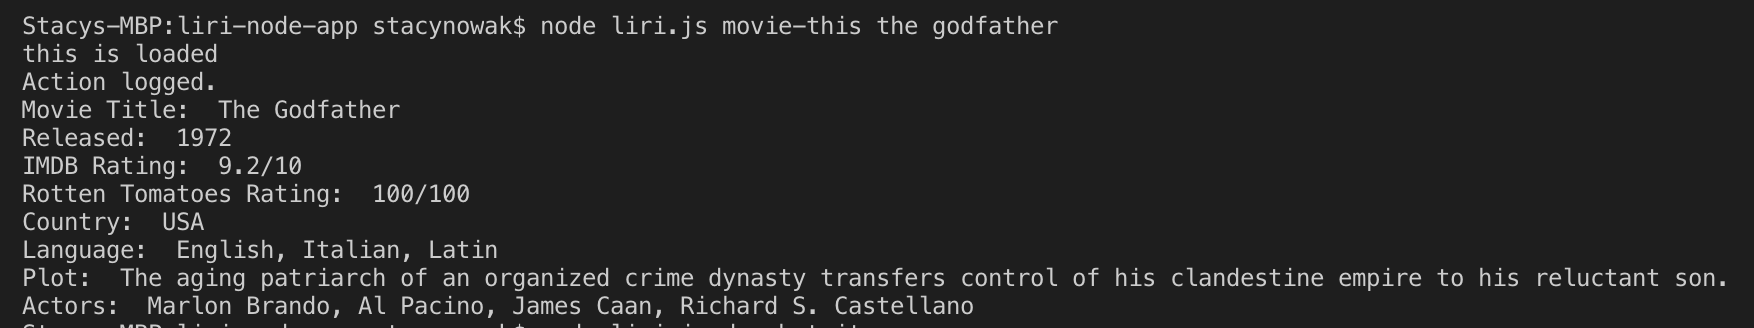 Stacys-MBP:liri-node-app stacynowak$ node liri.js movie-this the godfather
this is loaded
Action logged.
Movie Title:  The Godfather
Released:  1972
IMDB Rating:  9.2/10
Rotten Tomatoes Rating:  100/100
Country:  USA
Language:  English, Italian, Latin
Plot:  The aging patriarch of an organized crime dynasty transfers control of his clandestine empire to his reluctant son.
Actors:  Marlon Brando, Al Pacino, James Caan, Richard S. Castellano